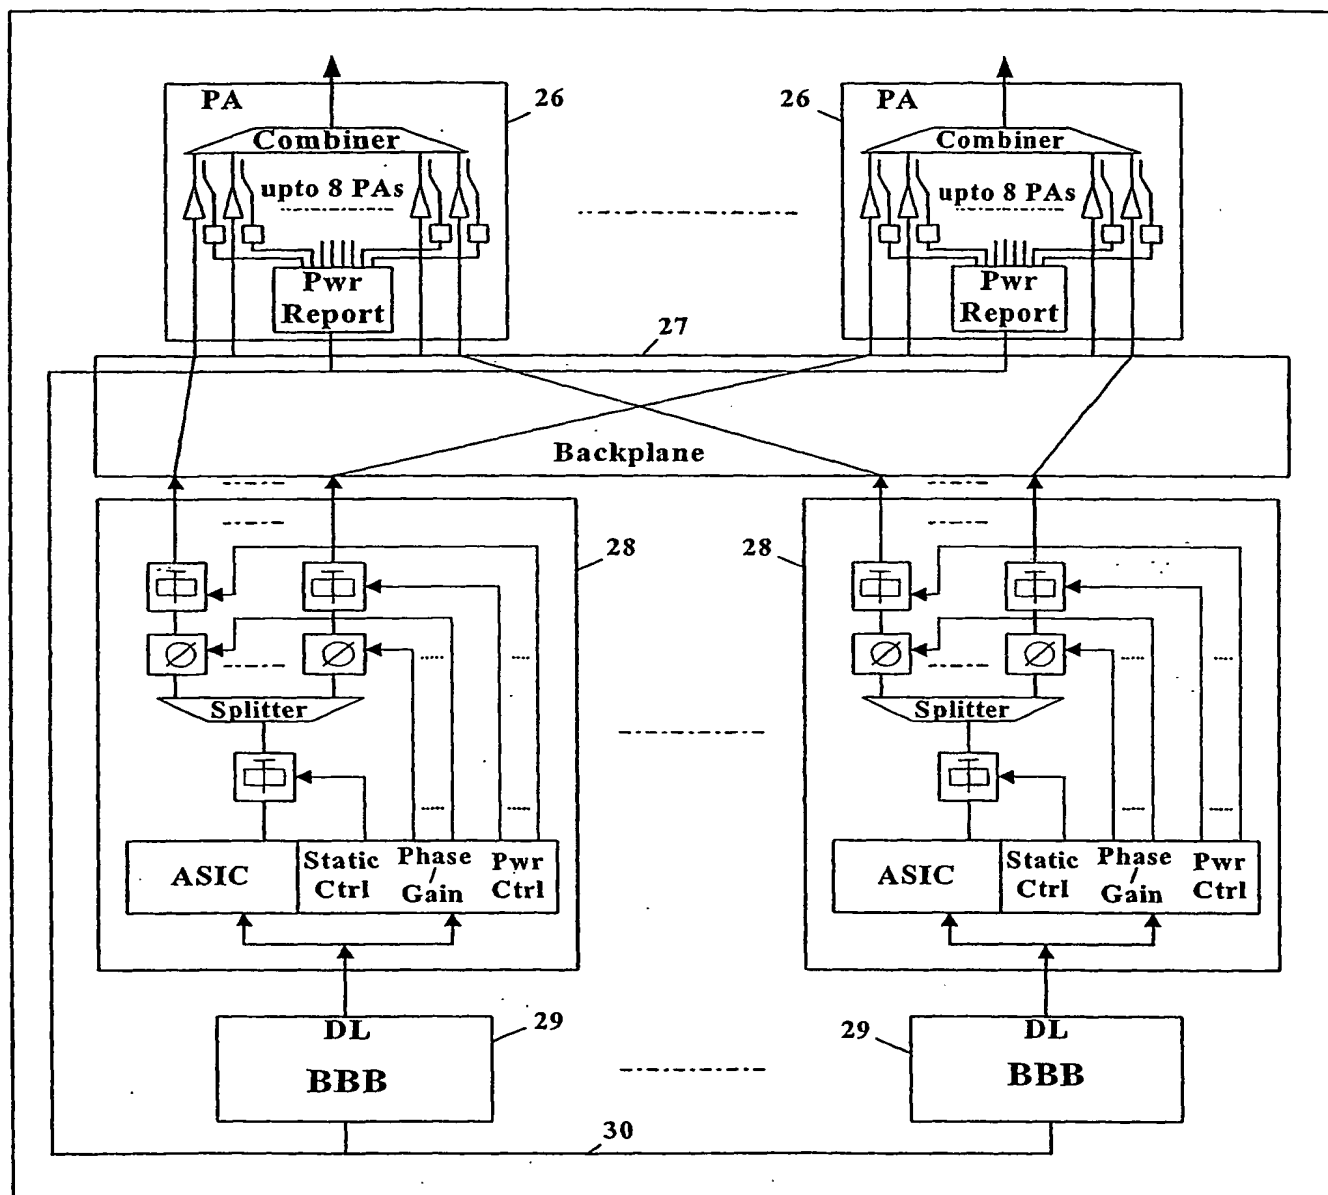 PA
26
Combiner
upto 8 PAs
Pwr
Report
26
PA
Combiner
upto 8 PAs
Pwr
Report
27
Backplane
28
Splitter
ASIC
Static
Ctrl
Phase
/
Gain
Pwr
Ctrl
28
Splitter
ASIC
Static
Ctrl
Phase
/
Gain
Pwr
Ctrl
DL
BBB
29
29
DL
BBB
30